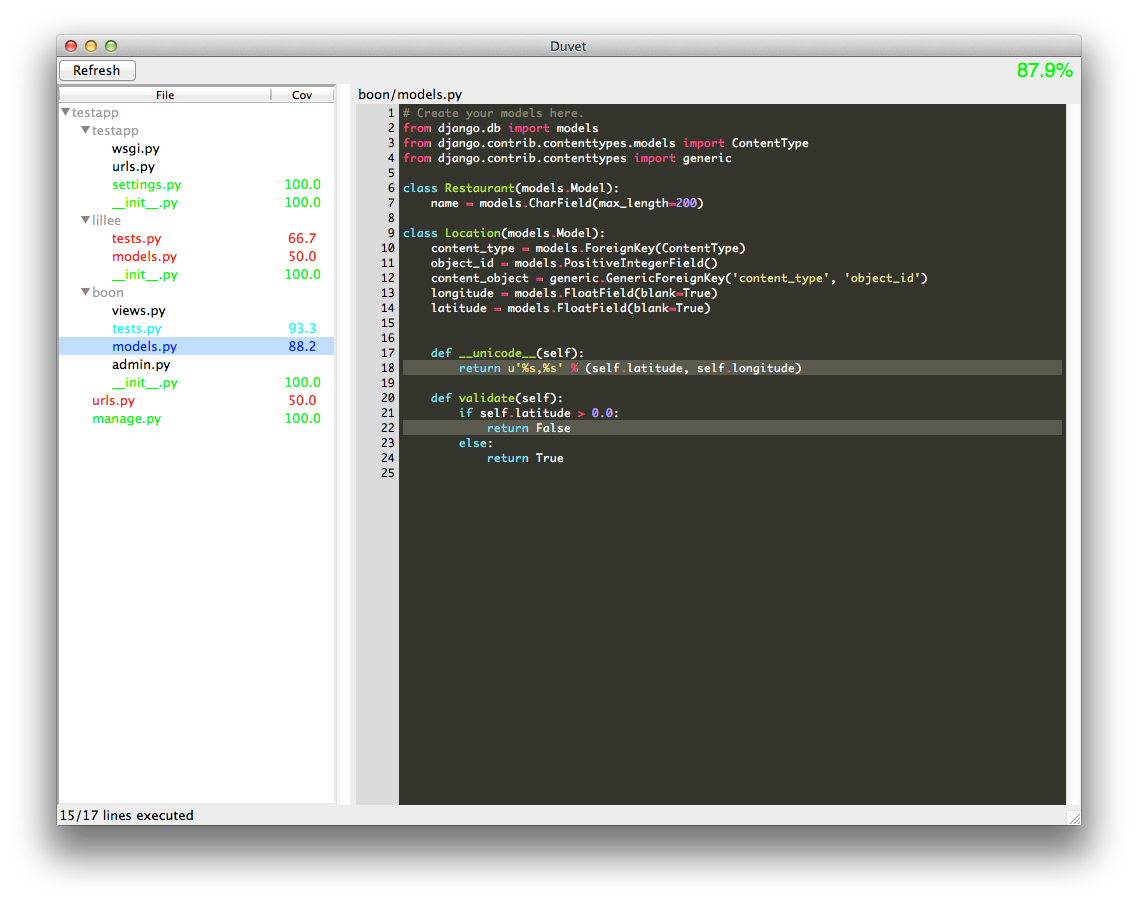 Duvet
Refresh
87.9%
File Cov
testapp
testapp
wsgi.py
urls.py
settings.py 100.0
__init__.py 100.0
lillee
tests.py 66.7
models.py 50.0
__init__.py 100.0
boon
views.py
tests.py 93.3
models.py 88.2
admin.py
__init__.py 100.0
urls.py 50.0
manage.py 100.0
boon/models.py
1 # Create your models here.
2 from django.db import models
3 from django.contrib.contenttypes.models import ContentType
4 from django.contrib.contenttypes import generic
5
6 class Restaurant(models.Model):
7     name = models.CharField(max_length=200)
8
9 class Location(models.Model):
10     content_type = models.ForeignKey(ContentType)
11     object_id = models.PositiveIntegerField()
12     content_object = generic.GenericForeignKey('content_type', 'object_id')
13     longitude = models.FloatField(blank=True)
14     latitude = models.FloatField(blank=True)
15
16
17     def __unicode__(self):
18         return u'%s,%s' % (self.latitude, self.longitude)
19
20     def validate(self):
21         if self.latitude > 0.0:
22             return False
23         else:
24             return True
25
15/17 lines executed